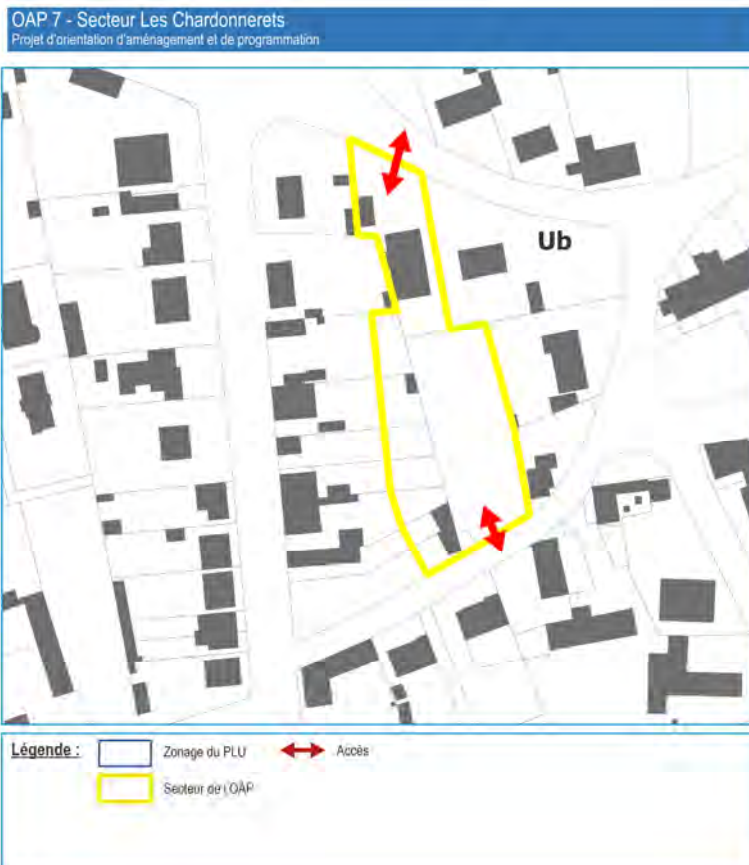 OAP 7 - Secteur Les Chardonnerets
Projet d'orientation d'aménagement et de programmation
Ub
Légende :
Zonage du PLU
Accès
Secteur de l'OAP